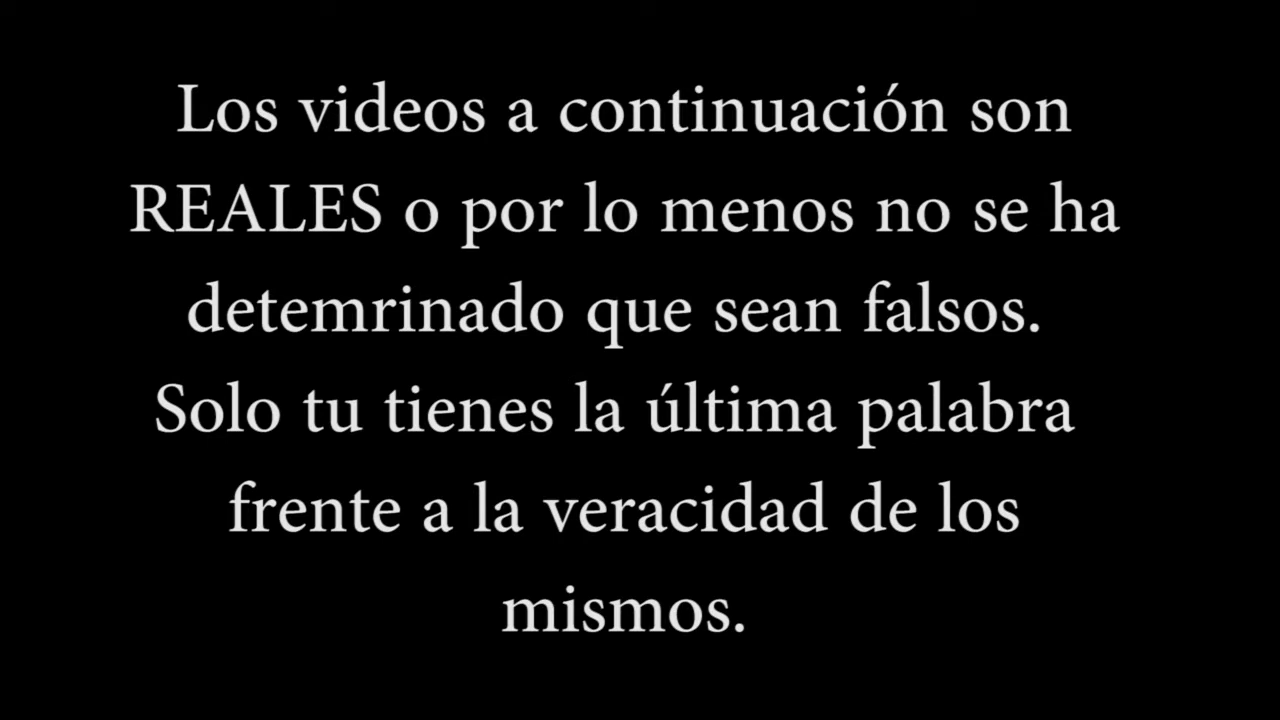 Los videos a continuación son
REALES o por lo menos no se ha
detemrinado que sean falsos.
Solo tu tienes la última palabra
frente a la veracidad de los
mismos.